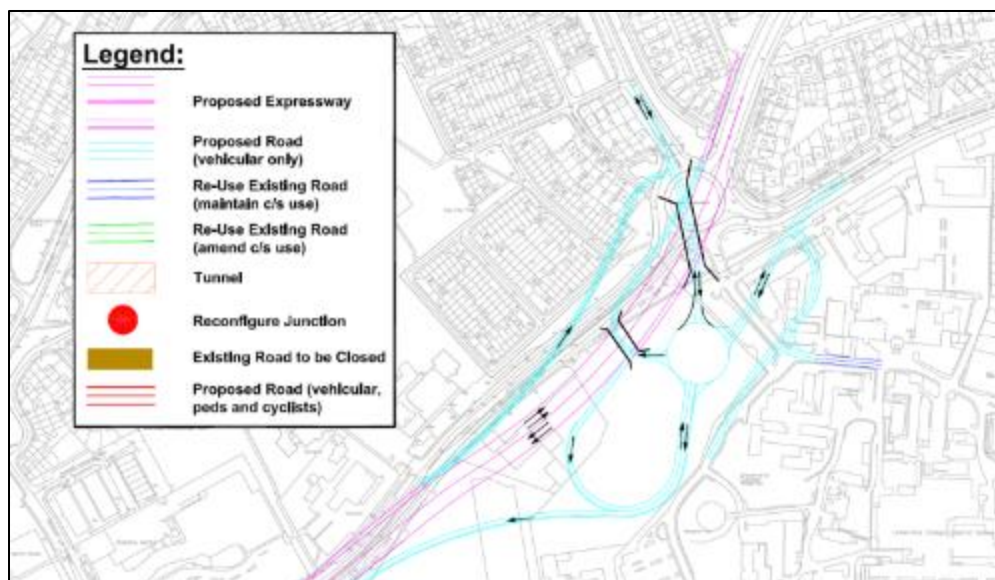 Legend:
Proposed Expressway
Proposed Road
(vehicular only)
Re-Use Existing Road
(maintain c/s use)
Re-Use Existing Road
(amend c/s use)
Tunnel
Reconfigure Junction
Existing Road to be Closed
Proposed Road (vehicular,
peds and cyclists)